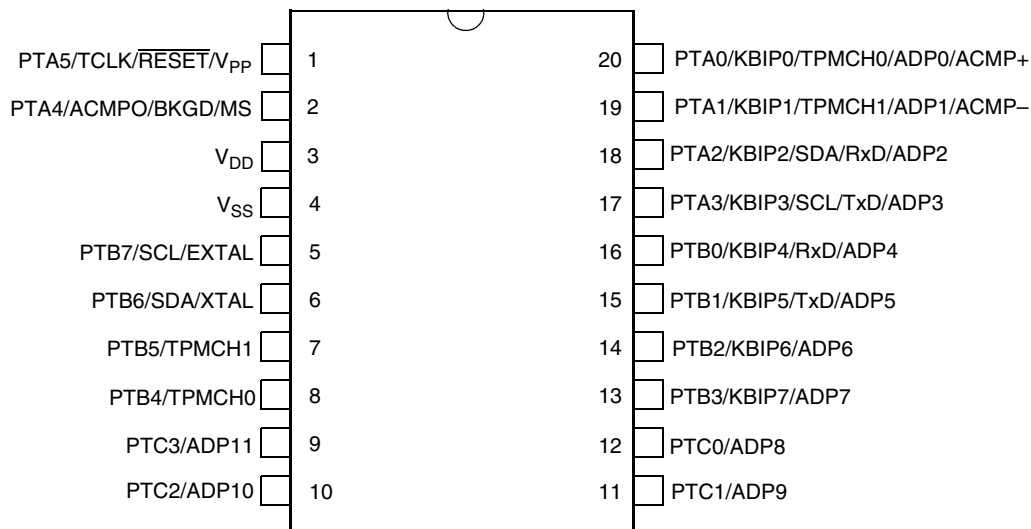 PTA5/TCLK/RESET/VPP 1 20 PTA0/KBIP0/TPMCH0/ADP0/ACMP+
PTA4/ACMPO/BKGD/MS 2 19 PTA1/KBIP1/TPMCH1/ADP1/ACMP–
VDD 3 18 PTA2/KBIP2/SDA/RxD/ADP2
VSS 4 17 PTA3/KBIP3/SCL/TxD/ADP3
PTB7/SCL/EXTAL 5 16 PTB0/KBIP4/RxD/ADP4
PTB6/SDA/XTAL 6 15 PTB1/KBIP5/TxD/ADP5
PTB5/TPMCH1 7 14 PTB2/KBIP6/ADP6
PTB4/TPMCH0 8 13 PTB3/KBIP7/ADP7
PTC3/ADP11 9 12 PTC0/ADP8
PTC2/ADP10 10 11 PTC1/ADP9